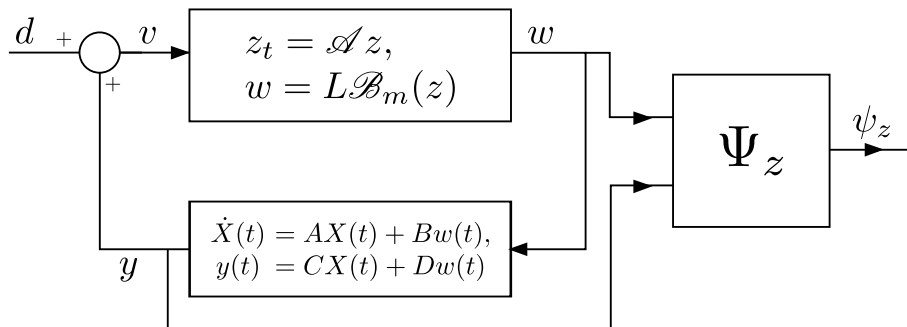 d + v
+
z_t = 𝒜 z,
w = Lℬ_m(z)
w
Ψ_z
ψ_z
Ẋ(t) = AX(t) + Bw(t),
y(t) = CX(t) + Dw(t)
y